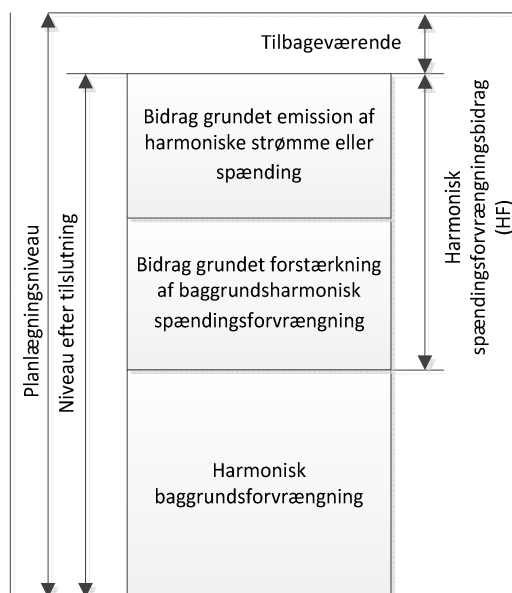 Tilbageværende
Bidrag grundet emission af
harmoniske strømme eller
spænding
Bidrag grundet forstærkning
af baggrundsharmonisk
spændingsforvrængning
Harmonisk
baggrundsforvrængning
Planlægningsniveau
Niveau efter tilslutning
Harmonisk
spændingsforvrængningsbidrag
(HF)